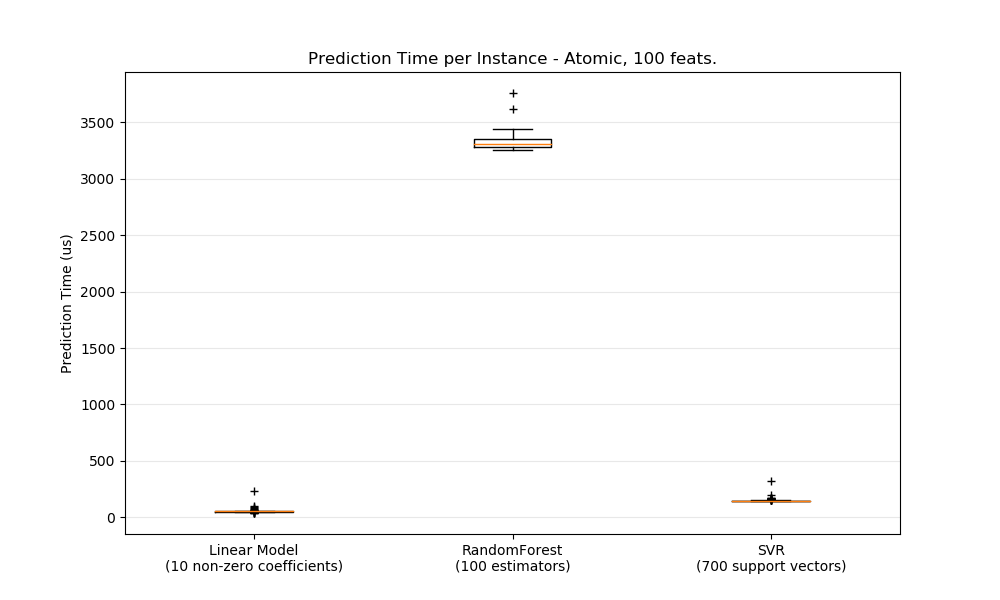 Prediction Time per Instance - Atomic, 100 feats.
Prediction Time (us)
3500
3000
2500
2000
1500
1000
500
0
Linear Model
(10 non-zero coefficients)
RandomForest
(100 estimators)
SVR
(700 support vectors)